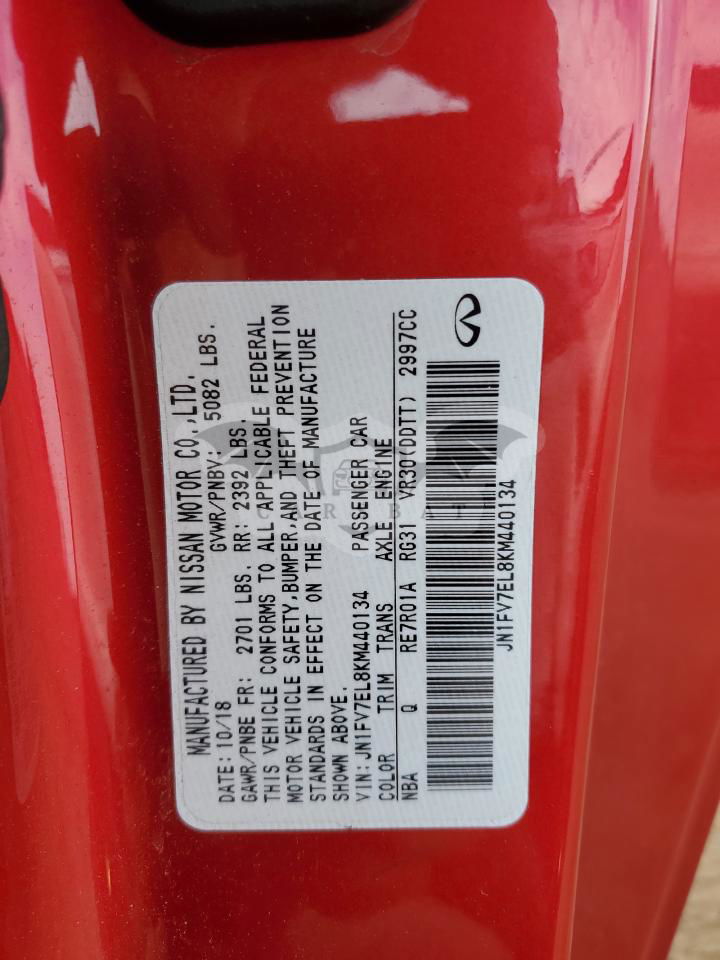 MANUFACTURED BY NISSAN MOTOR CO.,LTD.
DATE: 10/18 GVWR/PNBV: 5082 LBS.
GAWR/PNBE FR: 2701 LBS. RR: 2392 LBS.
THIS VEHICLE CONFORMS TO ALL APPLICABLE FEDERAL
MOTOR VEHICLE SAFETY,BUMPER,AND THEFT PREVENTION
STANDARDS IN EFFECT ON THE DATE OF MANUFACTURE
SHOWN ABOVE.
VIN:JN1FV7EL8KM440134 PASSENGER CAR
COLOR TRIM TRANS AXLE ENGINE
NBA Q RE7R01A RG31 VR30(DDTT) 2997CC
JN1FV7EL8KM440134
CARBAT